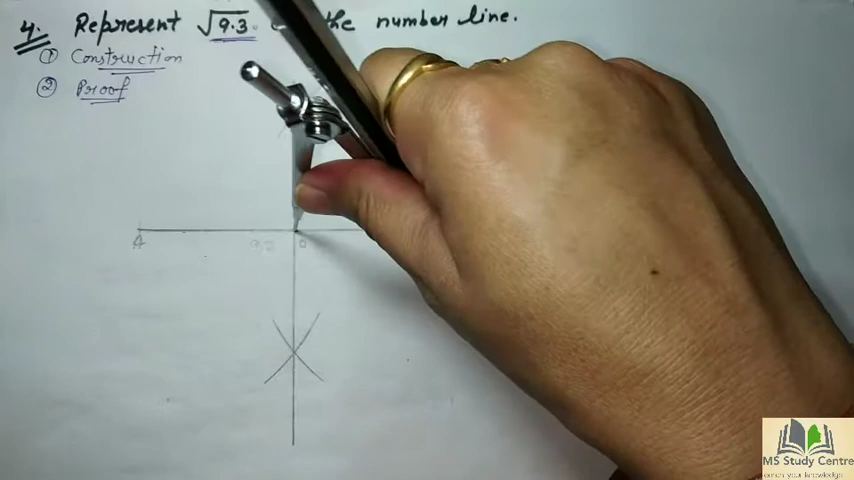 4. Represent √9.3 the number line.
① Construction
② Proof
A
MS Study Centre